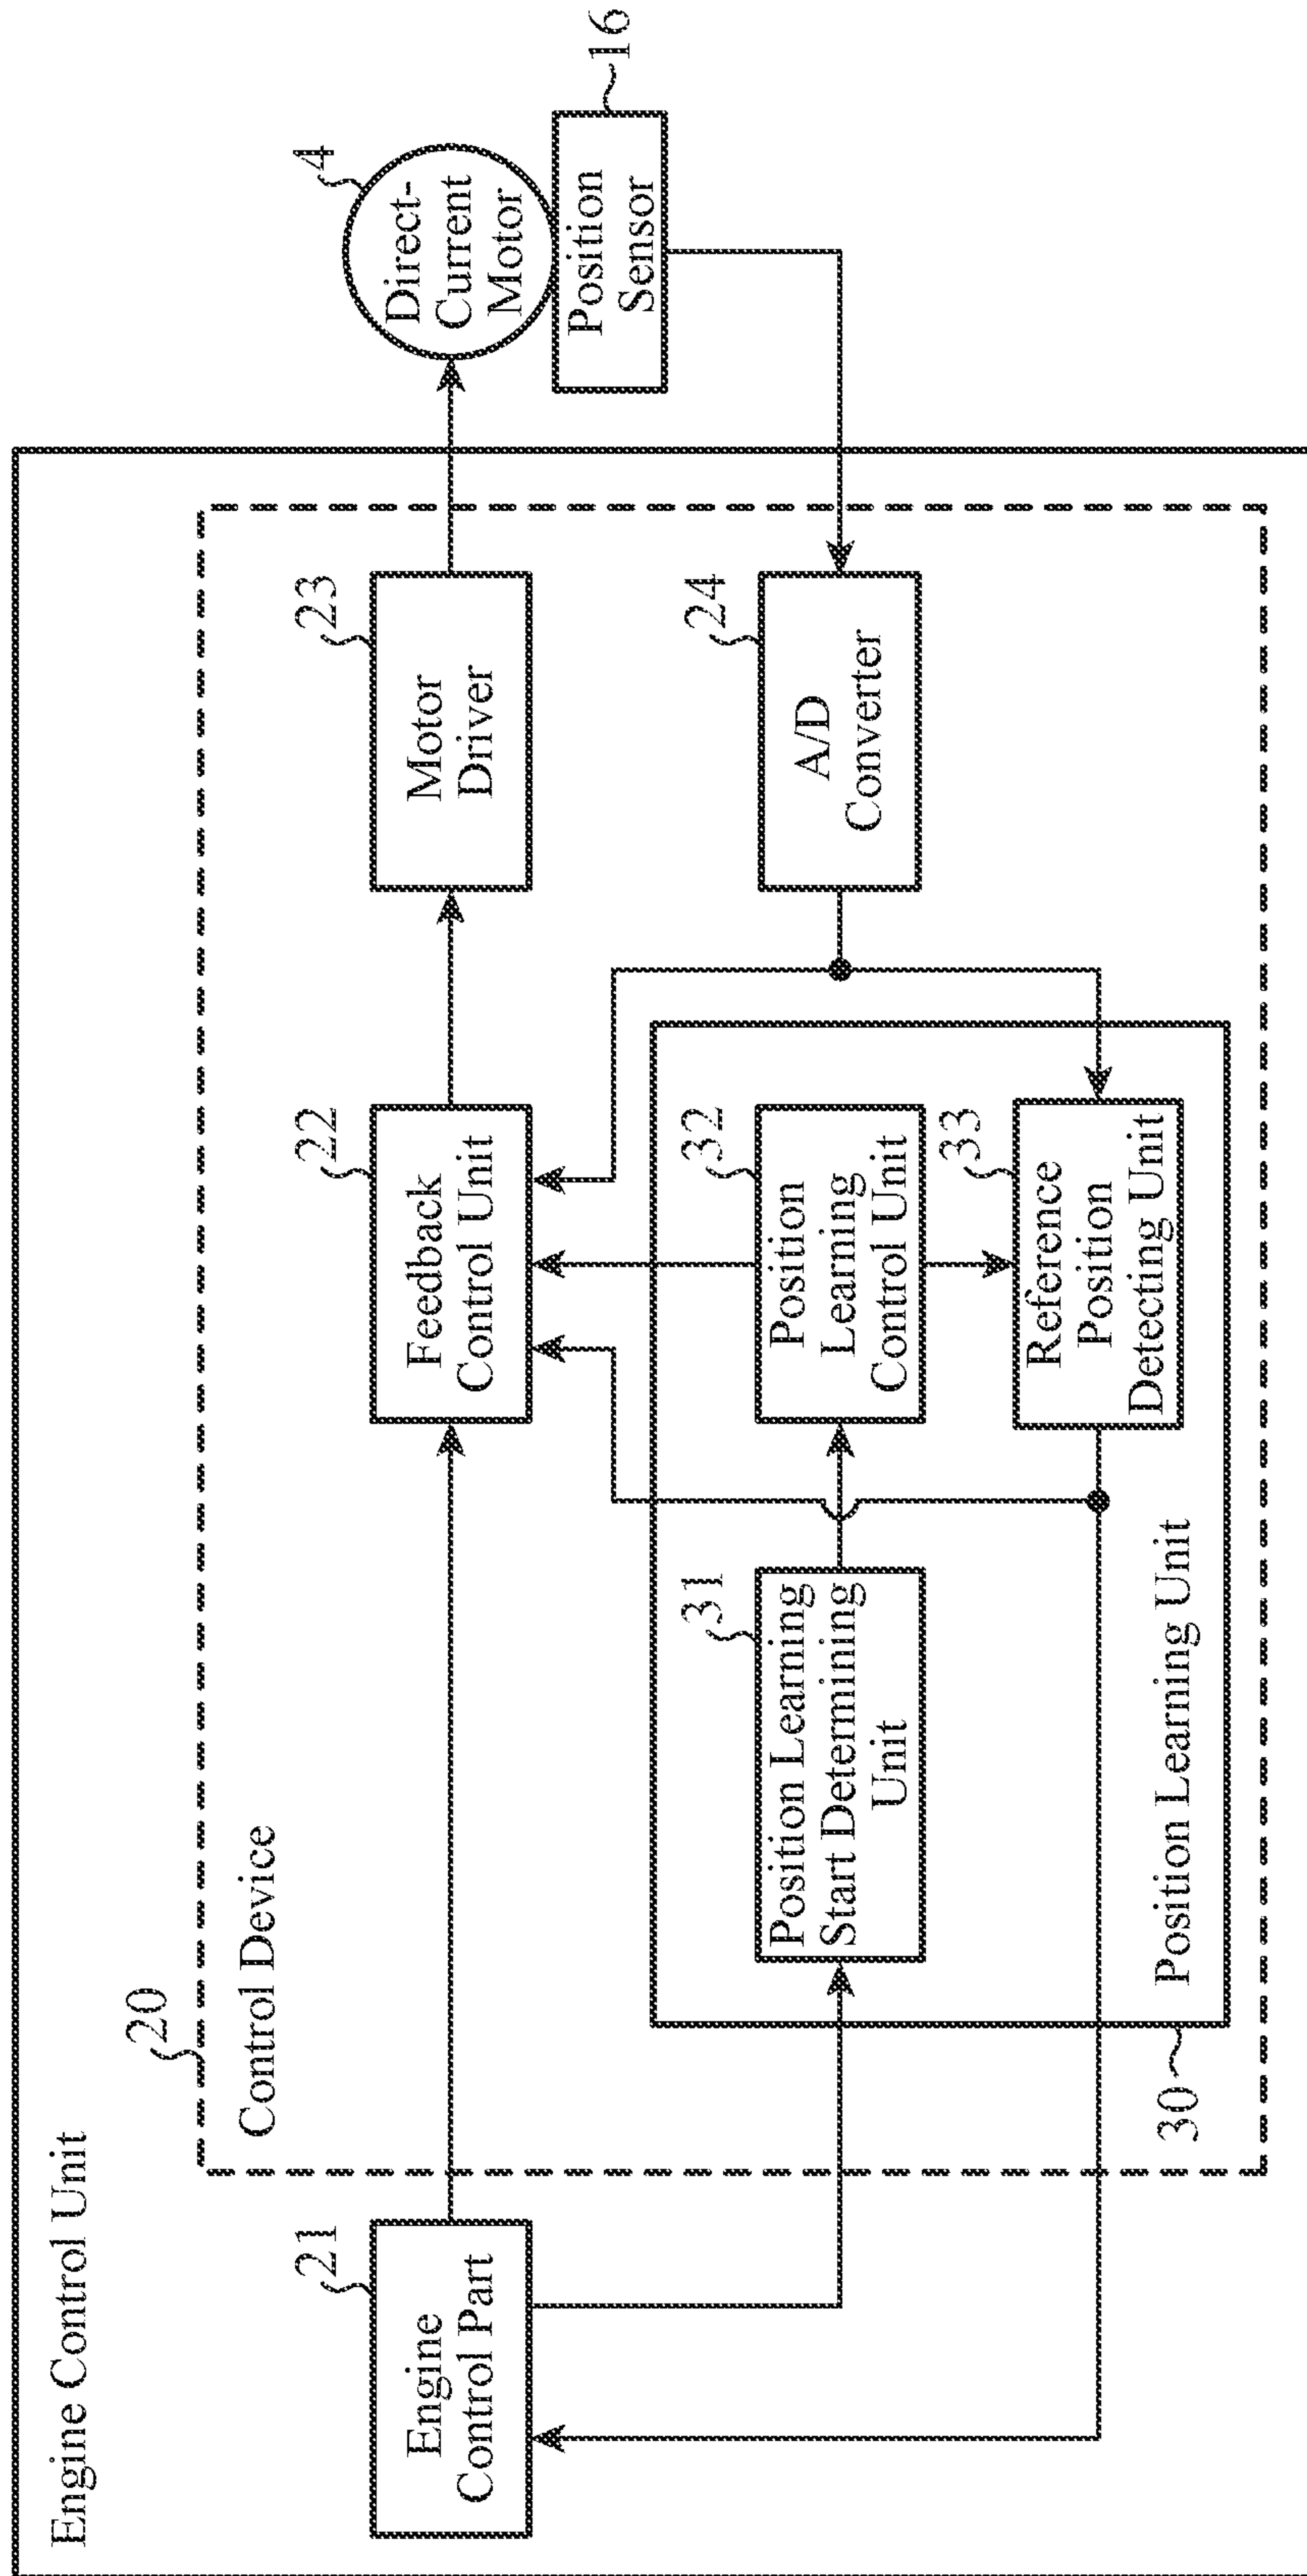 Engine Control Unit
20
Control Device
21
Engine
Control Part
22
Feedback
Control Unit
23
Motor
Driver
4
Direct-
Current
Motor
Position
Sensor
16
31
Position Learning
Start Determining
Unit
32
Position
Learning
Control Unit
24
A/D
Converter
33
Reference
Position
Detecting Unit
Position Learning Unit
30